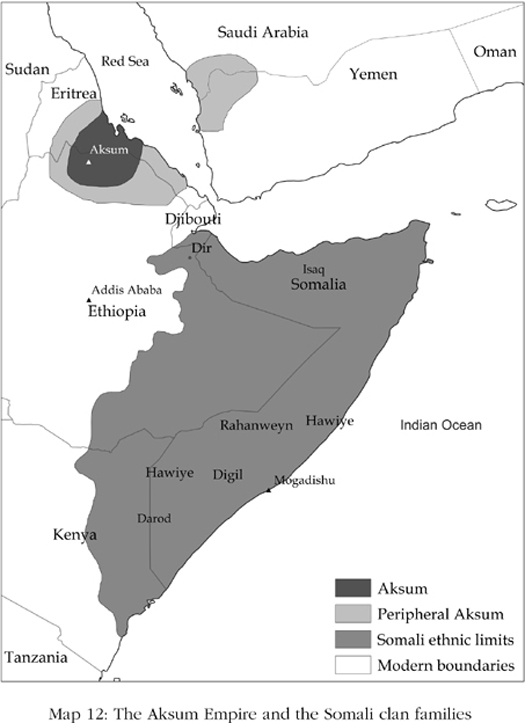 Saudi Arabia
Oman
Sudan
Red Sea
Yemen
Eritrea
Aksum
Djibouti
Dir
Isaq
Somalia
Addis Ababa
Ethiopia
Rahanweyn
Hawiye
Indian Ocean
Hawiye
Digil
Mogadishu
Darod
Kenya
Aksum
Peripheral Aksum
Somali ethnic limits
Modern boundaries
Tanzania
Map 12: The Aksum Empire and the Somali clan families